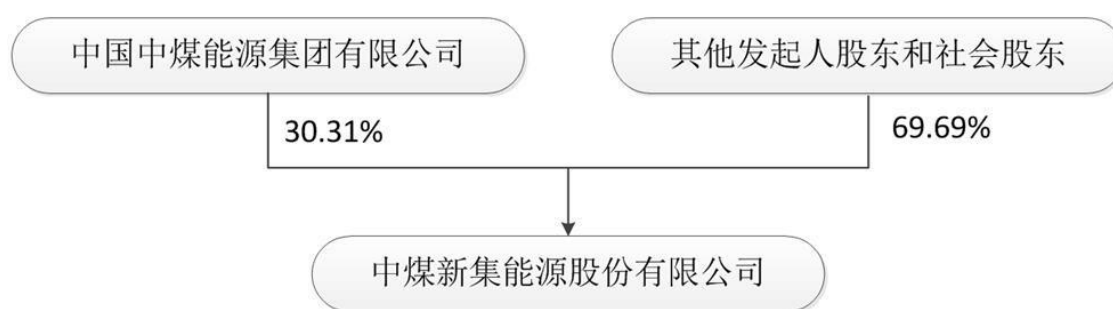 中国中煤能源集团有限公司
其他发起人股东和社会股东
30.31%
69.69%
中煤新集能源股份有限公司